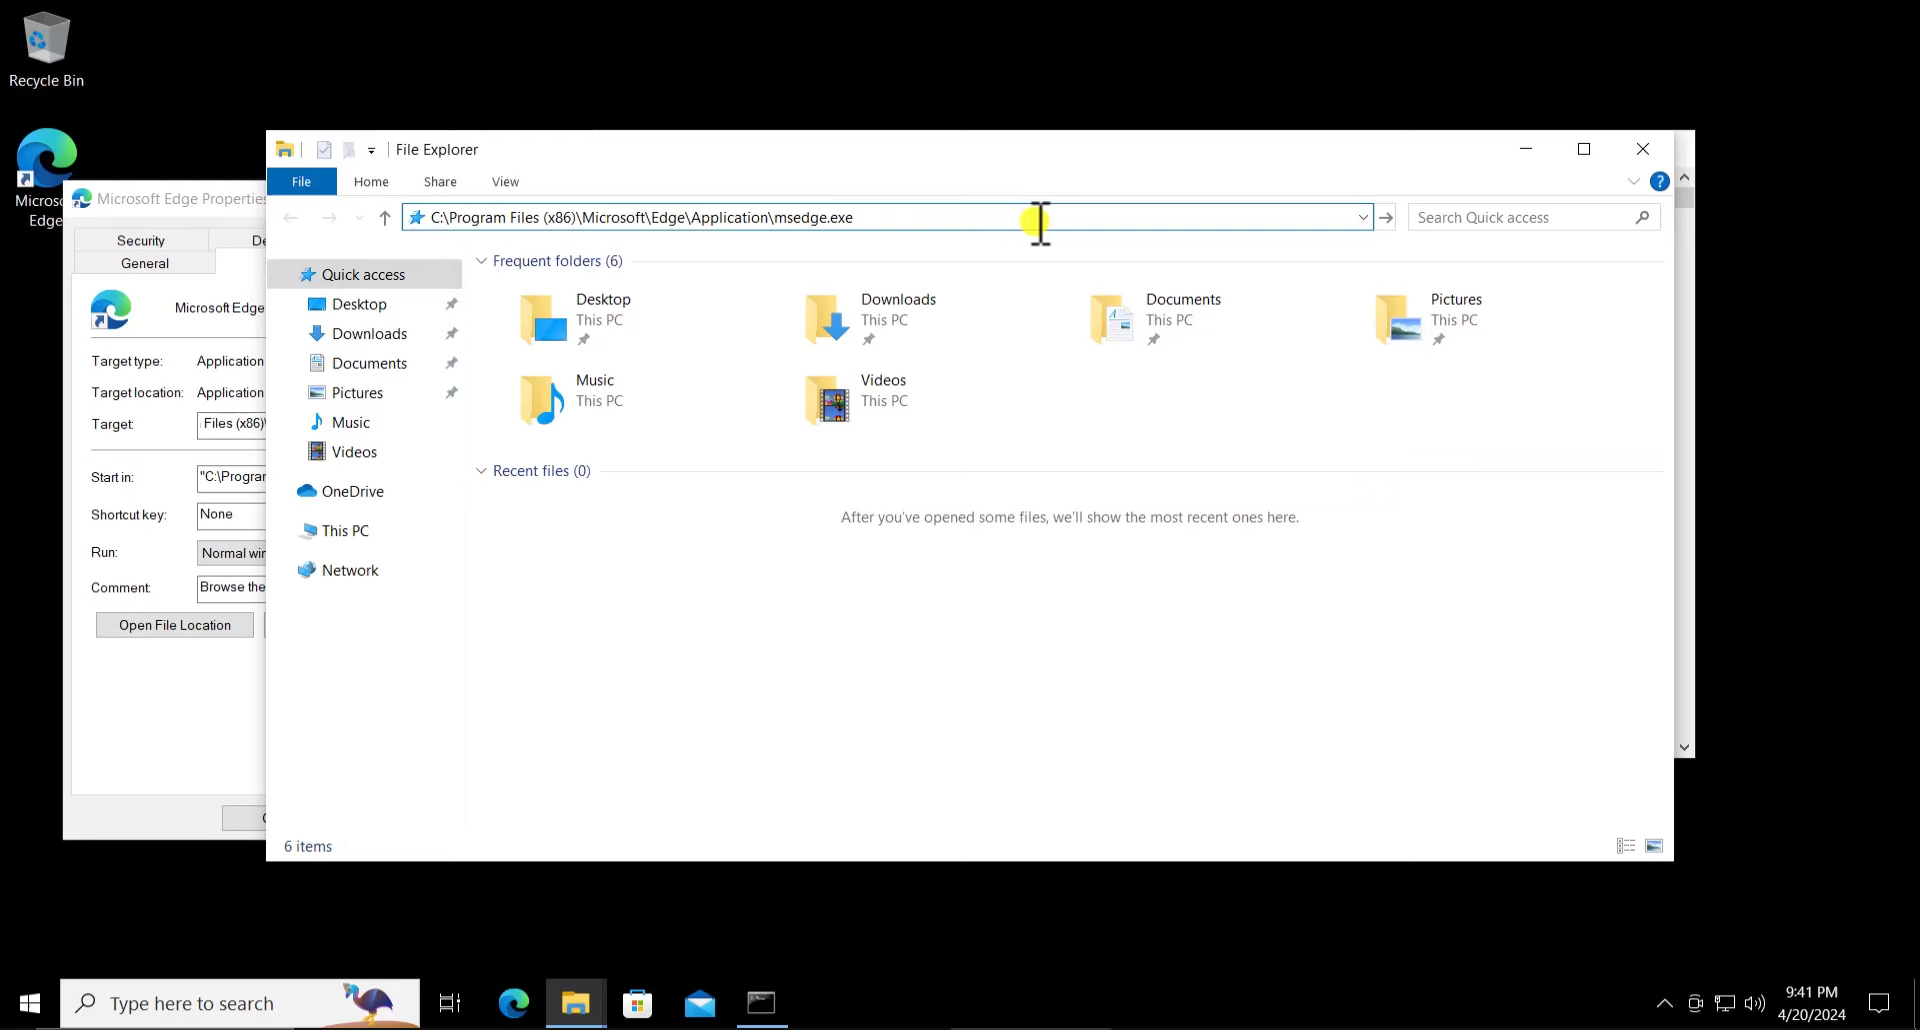 Recycle Bin
Edge
Microsoft Edge Properties
Security
General
Microsoft Edge
Target type: Application
Target location: Application
Target: Files (x86)\
Start in: "C:\Program
Shortcut key: None
Run: Normal
Comment: Browse the
Open File Location
File Explorer
File Home Share View
C:\Program Files (x86)\Microsoft\Edge\Application\msedge.exe
Search Quick access
Quick access
Desktop
Downloads
Documents
Pictures
Music
Videos
OneDrive
This PC
Network
Frequent folders (6)
Desktop
This PC
Downloads
This PC
Documents
This PC
Pictures
This PC
Music
This PC
Videos
This PC
Recent files (0)
After you've opened some files, we'll show the most recent ones here.
6 items
Type here to search
9:41 PM
4/20/2024